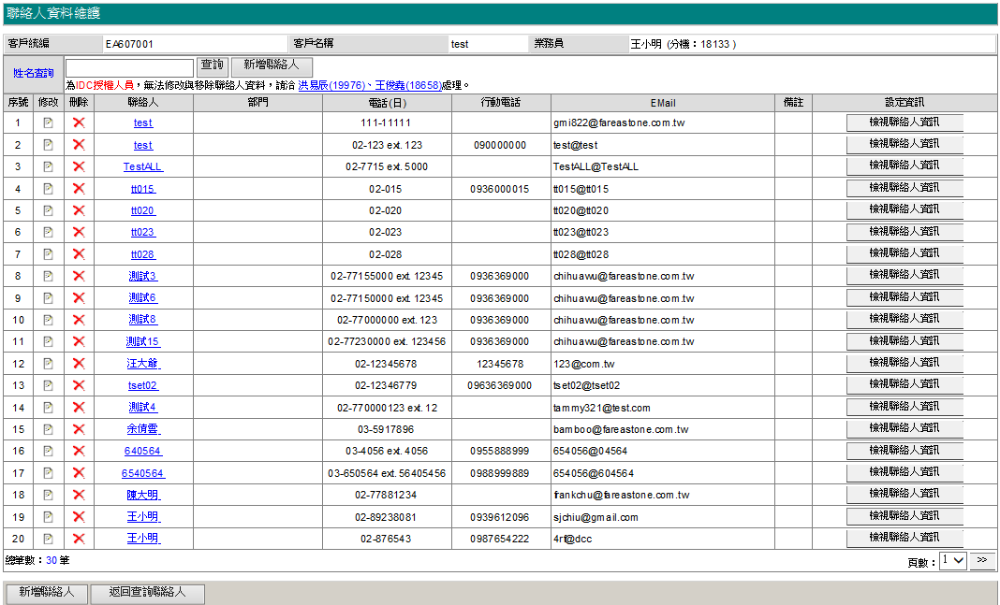 聯絡人資料維護
客戶統編 EA607001 客戶名稱 test 業務員 王小明 (分機：18133 )
姓名查詢 查詢 新增聯絡人
為IDC授權人員，無法修改與移除聯絡人資料，請洽 洪易辰(19976)、王俊堯(18658)處理。
序號 修改 刪除 聯絡人 部門 電話(日) 行動電話 EMail 備註 設定資訊
1 test 111-11111 gmi822@fareastone.com.tw 檢視聯絡人資訊
2 test 02-123 ext. 123 090000000 test@test 檢視聯絡人資訊
3 TestALL 02-7715 ext. 5000 TestALL@TestALL 檢視聯絡人資訊
4 tt015 02-015 0936000015 tt015@tt015 檢視聯絡人資訊
5 tt020 02-020 tt020@tt020 檢視聯絡人資訊
6 tt023 02-023 tt023@tt023 檢視聯絡人資訊
7 tt028 02-028 tt028@tt028 檢視聯絡人資訊
8 測試3 02-77155000 ext. 12345 0936369000 chihuawu@fareastone.com.tw 檢視聯絡人資訊
9 測試6 02-77150000 ext. 12345 0936369000 chihuawu@fareastone.com.tw 檢視聯絡人資訊
10 測試8 02-77000000 ext. 123 0936369000 chihuawu@fareastone.com.tw 檢視聯絡人資訊
11 測試15 02-77230000 ext. 123456 0936369000 chihuawu@fareastone.com.tw 檢視聯絡人資訊
12 汪大爺 02-12345678 12345678 123@com.tw 檢視聯絡人資訊
13 tset02 02-12346779 09636369000 tset02@tset02 檢視聯絡人資訊
14 測試4 02-770000123 ext. 12 tammy321@test.com 檢視聯絡人資訊
15 余倩雲 03-5917896 bamboo@fareastone.com.tw 檢視聯絡人資訊
16 640564 03-4056 ext. 4056 0955888999 654056@04564 檢視聯絡人資訊
17 6540564 03-650564 ext. 56405456 0988999889 654056@604564 檢視聯絡人資訊
18 陳大明 02-77881234 frankchu@fareastone.com.tw 檢視聯絡人資訊
19 王小明 02-89238081 0939612096 sjchiu@gmail.com 檢視聯絡人資訊
20 王小明 02-876543 0987654222 4rf@dcc 檢視聯絡人資訊
總筆數：30 筆 頁數： 1 >>
新增聯絡人 返回查詢聯絡人